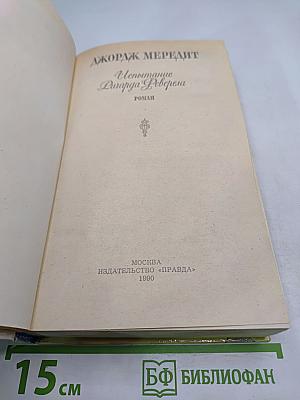 ДЖОРДЖ МЕРЕДИТ
Испытание
Ричарда Феверела
РОМАН
МОСКВА
ИЗДАТЕЛЬСТВО «ПРАВДА»
1990
15 см
БФ БИБЛИОФАН